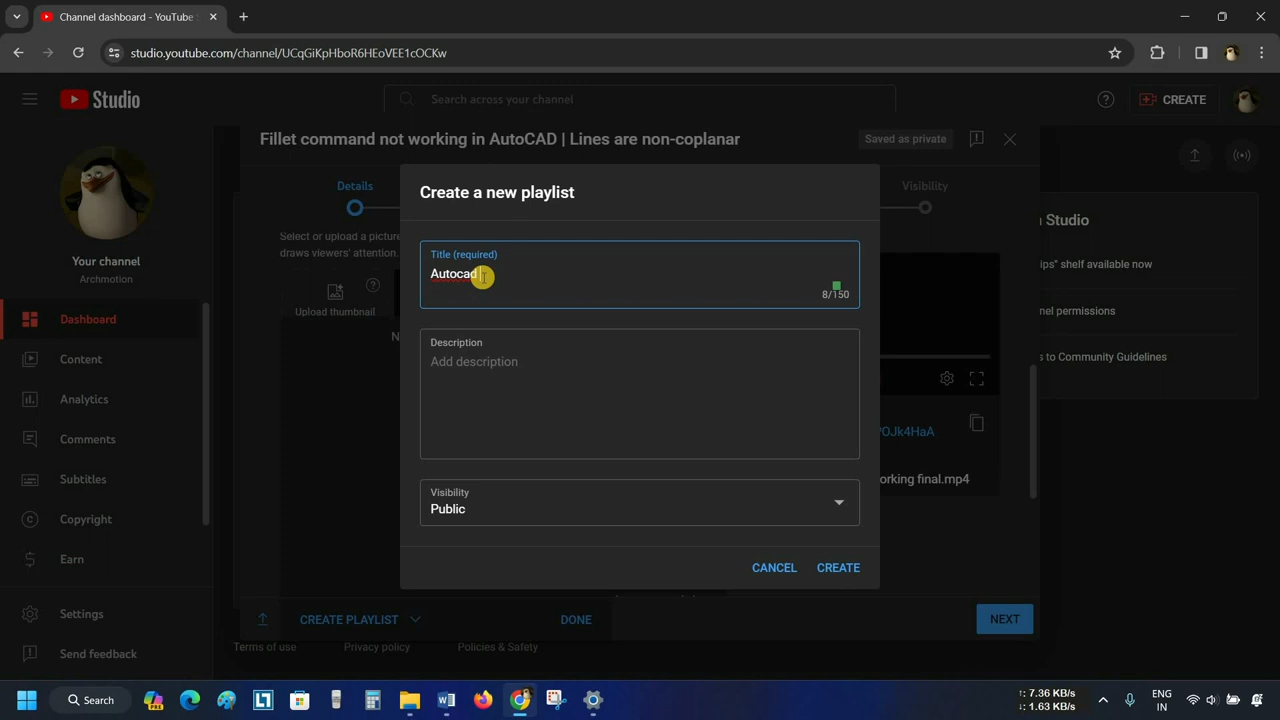 Channel dashboard - YouTube
studio.youtube.com/channel/UCqGiKpHboR6HEoVEE1cOCKw
Studio
Search across your channel
CREATE
Fillet command not working in AutoCAD | Lines are non-coplanar
Saved as private
Details
Visibility
Create a new playlist
Title (required)
Autocad
8/150
Description
Add description
Visibility
Public
CANCEL
CREATE
Select or upload a picture
draws viewers' attention.
Upload thumbnail
Your channel
Archmotion
Dashboard
Content
Analytics
Comments
Subtitles
Copyright
Earn
Settings
Send feedback
Studio
ips" shelf available now
nel permissions
s to Community Guidelines
POJk4HaA
orking final.mp4
CREATE PLAYLIST
DONE
NEXT
Terms of use
Privacy policy
Policies & Safety
Search
7.36 KB/s
1.63 KB/s
ENG
IN